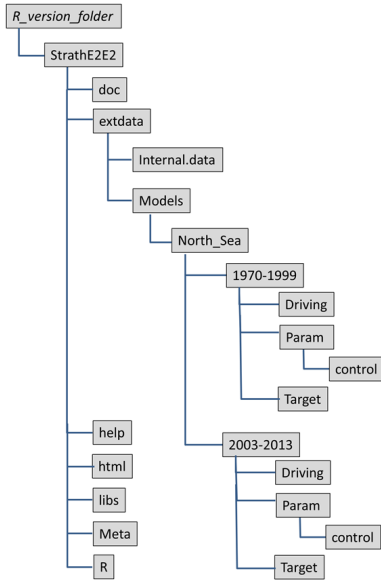 R_version_folder
StrathE2E2
doc
extdata
Internal.data
Models
North_Sea
1970-1999
Driving
Param
control
Target
help
2003-2013
html
Driving
libs
Param
Meta
control
R
Target